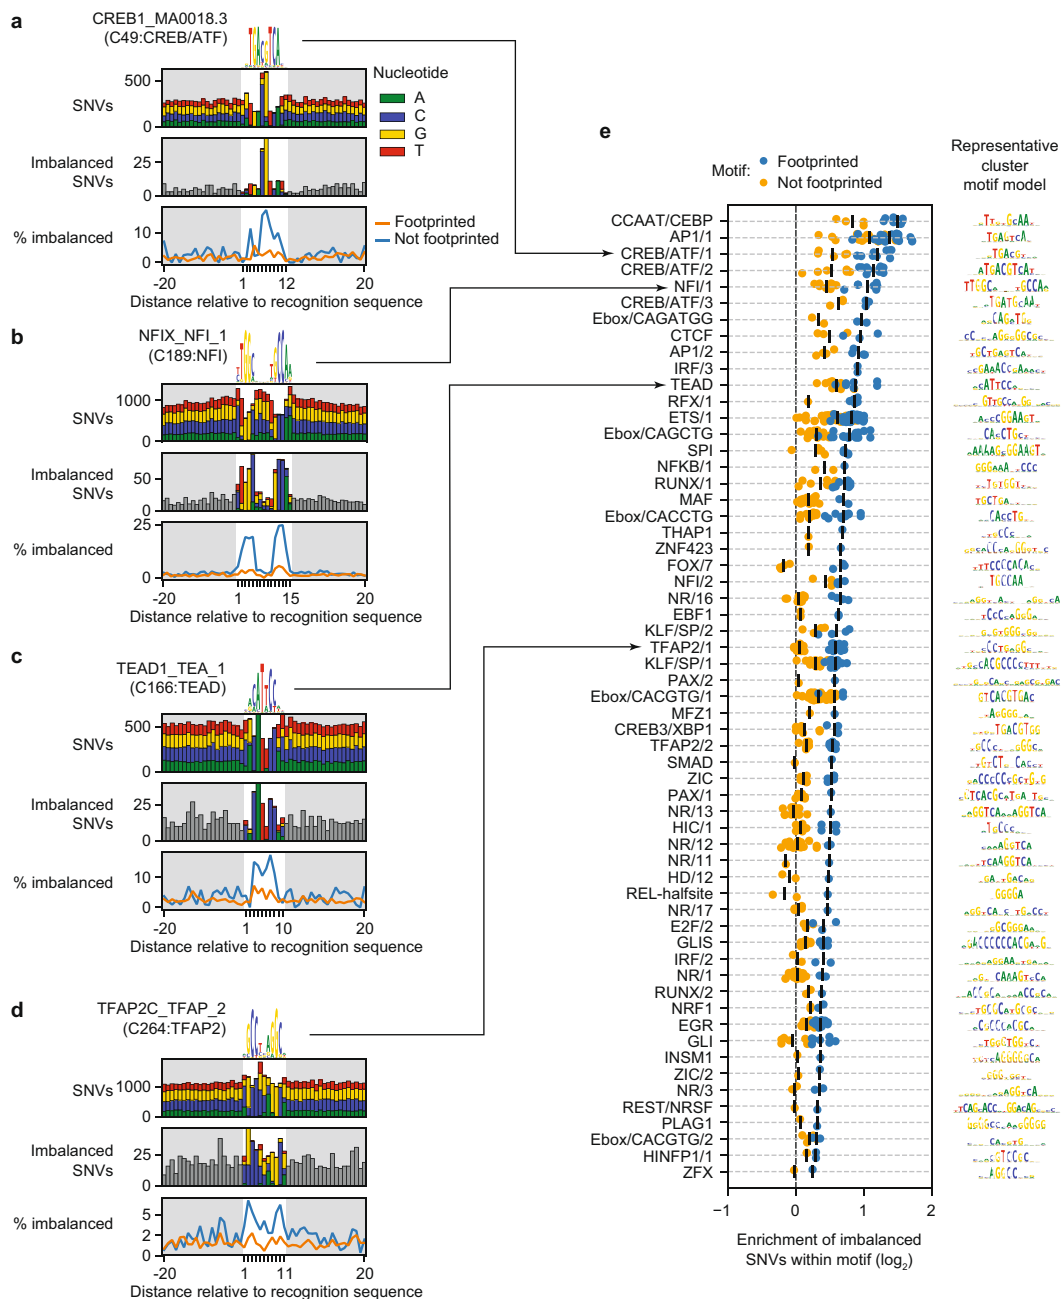 a
CREB1_MA0018.3
(C49:CREB/ATF)
Nucleotide
A
C
G
T
500
0
SNVs
25
0
Imbalanced
SNVs
Footprinted
Not footprinted
10
0
% imbalanced
-20 1 12 20
Distance relative to recognition sequence
b
NFIX_NFI_1
(C189:NFI)
1000
0
SNVs
50
0
Imbalanced
SNVs
25
0
% imbalanced
-20 1 15 20
Distance relative to recognition sequence
c
TEAD1_TEA_1
(C166:TEAD)
500
0
SNVs
25
0
Imbalanced
SNVs
10
0
% imbalanced
-20 1 10 20
Distance relative to recognition sequence
d
TFAP2C_TFAP_2
(C264:TFAP2)
1000
0
SNVs
25
0
Imbalanced
SNVs
5
2
0
% imbalanced
-20 1 11 20
Distance relative to recognition sequence
e
Motif:
Footprinted
Not footprinted
Representative
cluster
motif model
CCAAT/CEBP
AP1/1
CREB/ATF/1
CREB/ATF/2
NFI/1
CREB/ATF/3
Ebox/CAGATGG
CTCF
AP1/2
IRF/3
TEAD
RFX/1
ETS/1
Ebox/CAGCTG
SPI
NFKB/1
RUNX/1
MAF
Ebox/CACCTG
THAP1
ZNF423
FOX/7
NFI/2
NR/16
EBF1
KLF/SP/2
TFAP2/1
KLF/SP/1
PAX/2
Ebox/CACGTG/1
MFZ1
CREB3/XBP1
TFAP2/2
SMAD
ZIC
PAX/1
NR/13
HIC/1
NR/12
NR/11
HD/12
REL-halfsite
NR/17
E2F/2
GLIS
IRF/2
NR/1
RUNX/2
NRF1
EGR
GLI
INSM1
ZIC/2
NR/3
REST/NRSF
PLAG1
Ebox/CACGTG/2
HINFP1/1
ZFX
−1 0 1 2
Enrichment of imbalanced
SNVs within motif (log2)